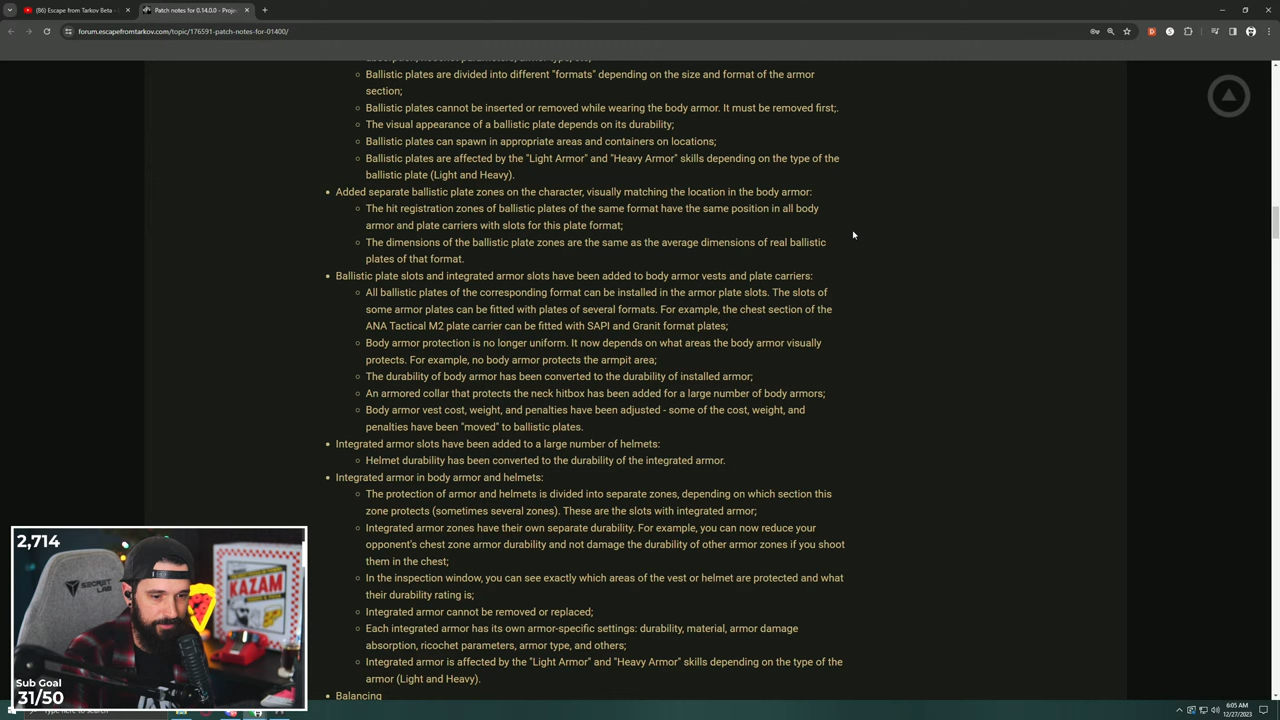 (86) Escape from Tarkov Beta -
Patch notes for 0.14.0.0 - Proje
forum.escapefromtarkov.com/topic/176591-patch-notes-for-01400/
Ballistic plates are divided into different "formats" depending on the size and format of the armor
section;
Ballistic plates cannot be inserted or removed while wearing the body armor. It must be removed first;.
The visual appearance of a ballistic plate depends on its durability;
Ballistic plates can spawn in appropriate areas and containers on locations;
Ballistic plates are affected by the "Light Armor" and "Heavy Armor" skills depending on the type of the
ballistic plate (Light and Heavy).
Added separate ballistic plate zones on the character, visually matching the location in the body armor:
The hit registration zones of ballistic plates of the same format have the same position in all body
armor and plate carriers with slots for this plate format;
The dimensions of the ballistic plate zones are the same as the average dimensions of real ballistic
plates of that format.
Ballistic plate slots and integrated armor slots have been added to body armor vests and plate carriers:
All ballistic plates of the corresponding format can be installed in the armor plate slots. The slots of
some armor plates can be fitted with plates of several formats. For example, the chest section of the
ANA Tactical M2 plate carrier can be fitted with SAPI and Granit format plates;
Body armor protection is no longer uniform. It now depends on what areas the body armor visually
protects. For example, no body armor protects the armpit area;
The durability of body armor has been converted to the durability of installed armor;
An armored collar that protects the neck hitbox has been added for a large number of body armors;
Body armor vest cost, weight, and penalties have been adjusted - some of the cost, weight, and
penalties have been "moved" to ballistic plates.
Integrated armor slots have been added to a large number of helmets:
Helmet durability has been converted to the durability of the integrated armor.
Integrated armor in body armor and helmets:
The protection of armor and helmets is divided into separate zones, depending on which section this
zone protects (sometimes several zones). These are the slots with integrated armor;
Integrated armor zones have their own separate durability. For example, you can now reduce your
opponent's chest zone armor durability and not damage the durability of other armor zones if you shoot
them in the chest;
In the inspection window, you can see exactly which areas of the vest or helmet are protected and what
their durability rating is;
Integrated armor cannot be removed or replaced;
Each integrated armor has its own armor-specific settings: durability, material, armor damage
absorption, ricochet parameters, armor type, and others;
Integrated armor is affected by the "Light Armor" and "Heavy Armor" skills depending on the type of the
armor (Light and Heavy).
Balancing
2,714
SECRET
LAB
KAZAM
Sub Goal
31/50
6:05 AM
12/27/2023